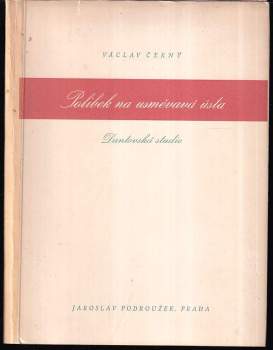 VÁCLAV ČERNÝ
Polibek na usměvavá ústa
Dantovská studie
JAROSLAV PODROUŽEK, PRAHA